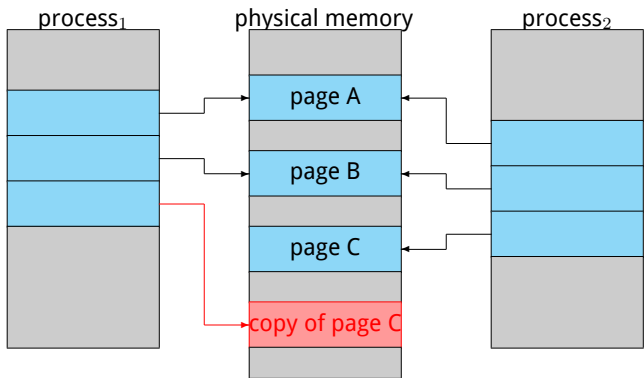 process₁
physical memory
process₂
page A
page B
page C
copy of page C